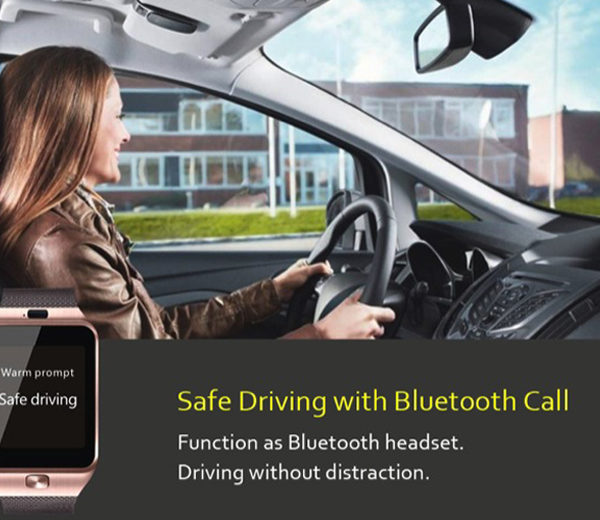 Warm prompt
Safe driving
Safe Driving with Bluetooth Call
Function as Bluetooth headset.
Driving without distraction.